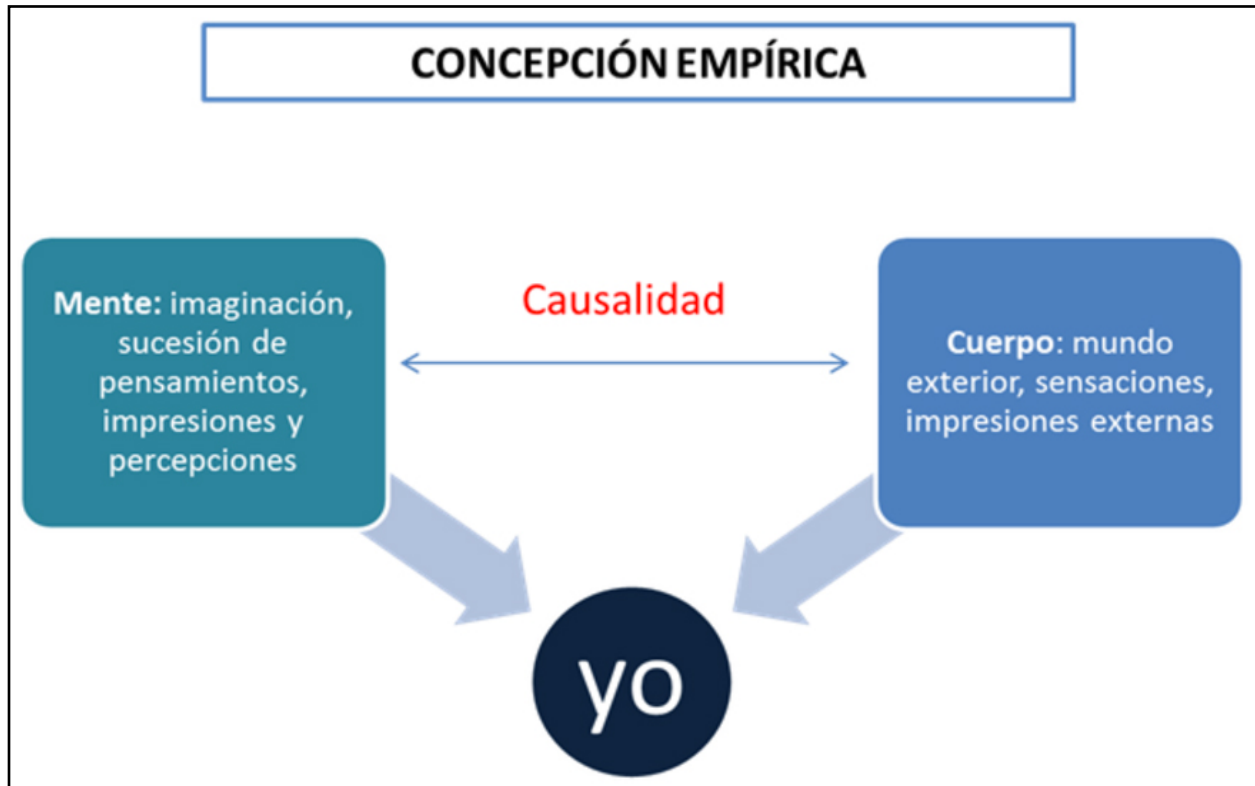 CONCEPCIÓN EMPÍRICA
Mente: imaginación,
sucesión de
pensamientos,
impresiones y
percepciones
Causalidad
Cuerpo: mundo
exterior, sensaciones,
impresiones externas
yo